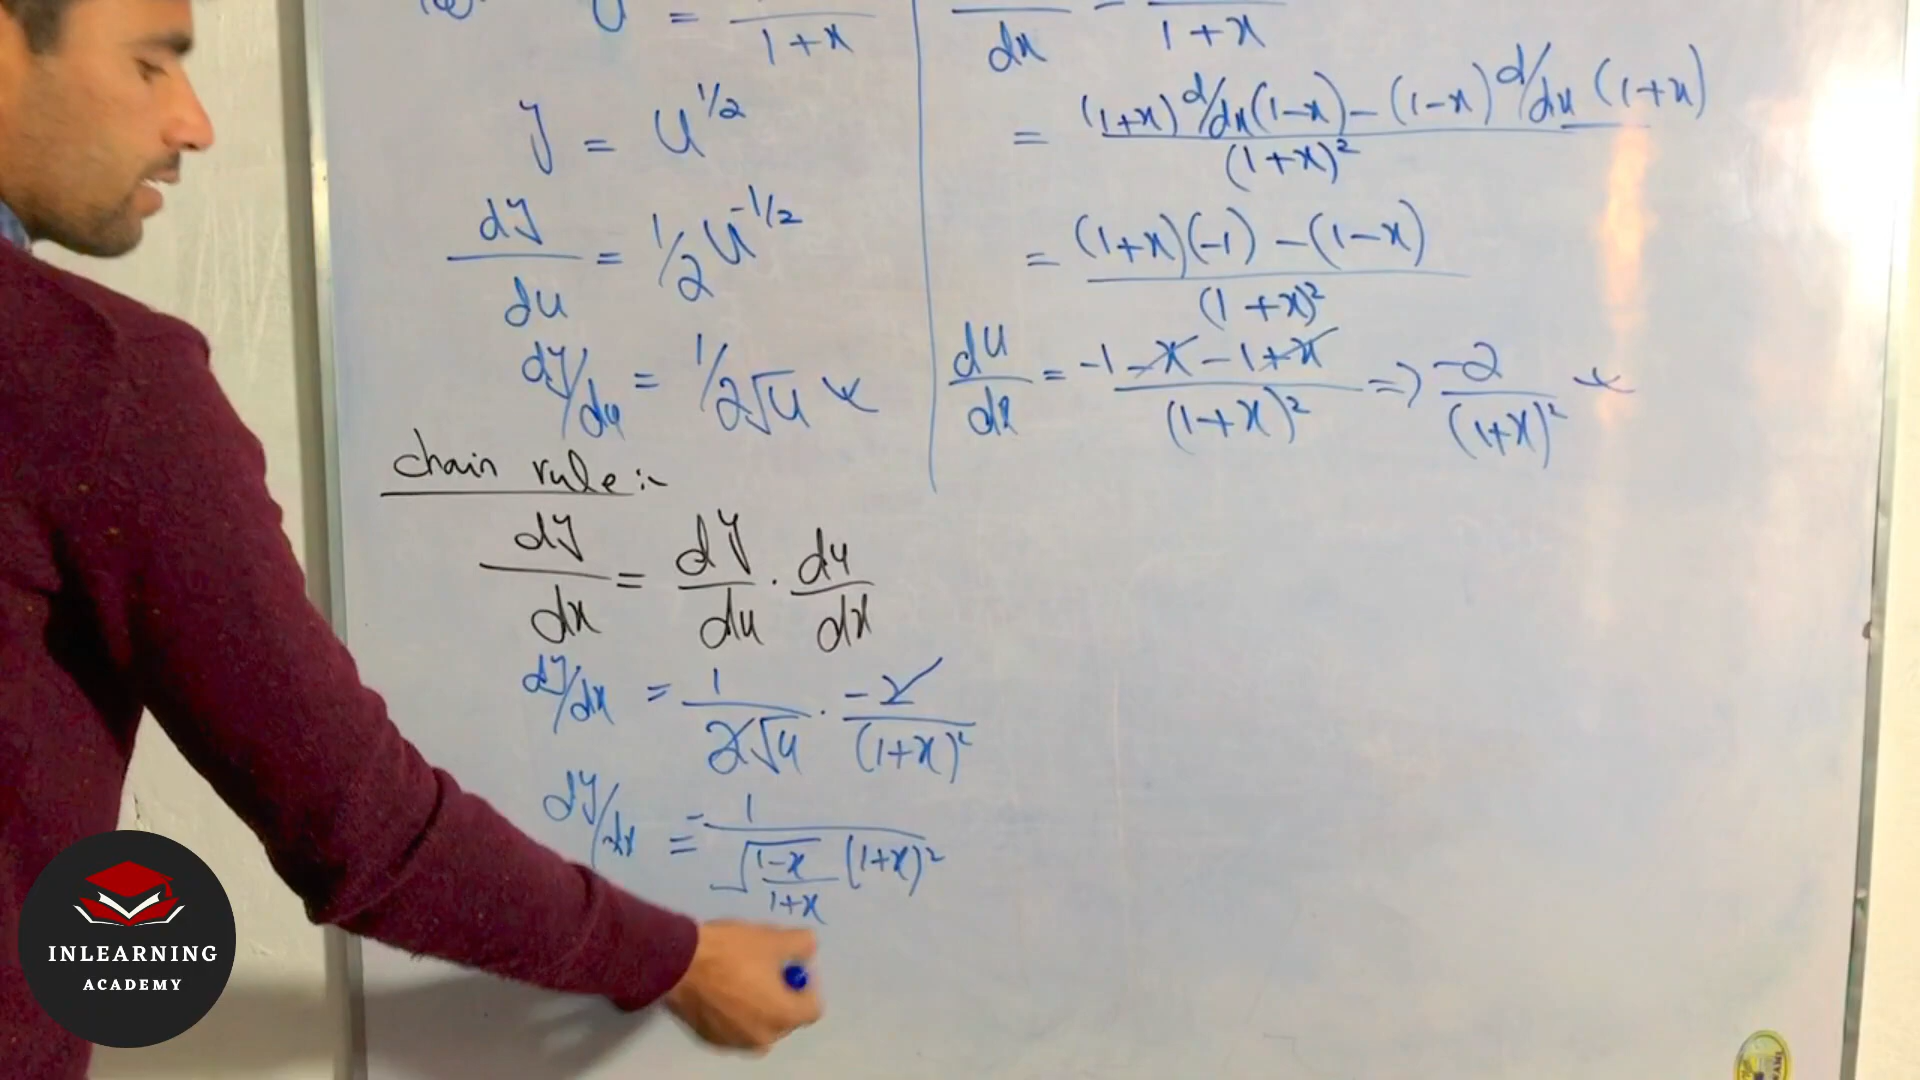 U = /1+x
y = u^1/2
dy/du = 1/2 u^-1/2
dy/du = 1/2√u
/dx = /1+x
= (1+x) d/dx (1-x) - (1-x) d/dx (1+x) / (1+x)²
= (1+x)(-1) - (1-x) / (1+x)²
du/dx = -1-x-1+x / (1+x)² => -2 / (1+x)²
chain rule:-
dy/dx = dy/du . du/dx
dy/dx = 1/2√u . -2/(1+x)²
dy/dx = -1 / √(1-x/1+x) (1+x)²
INLEARNING
ACADEMY